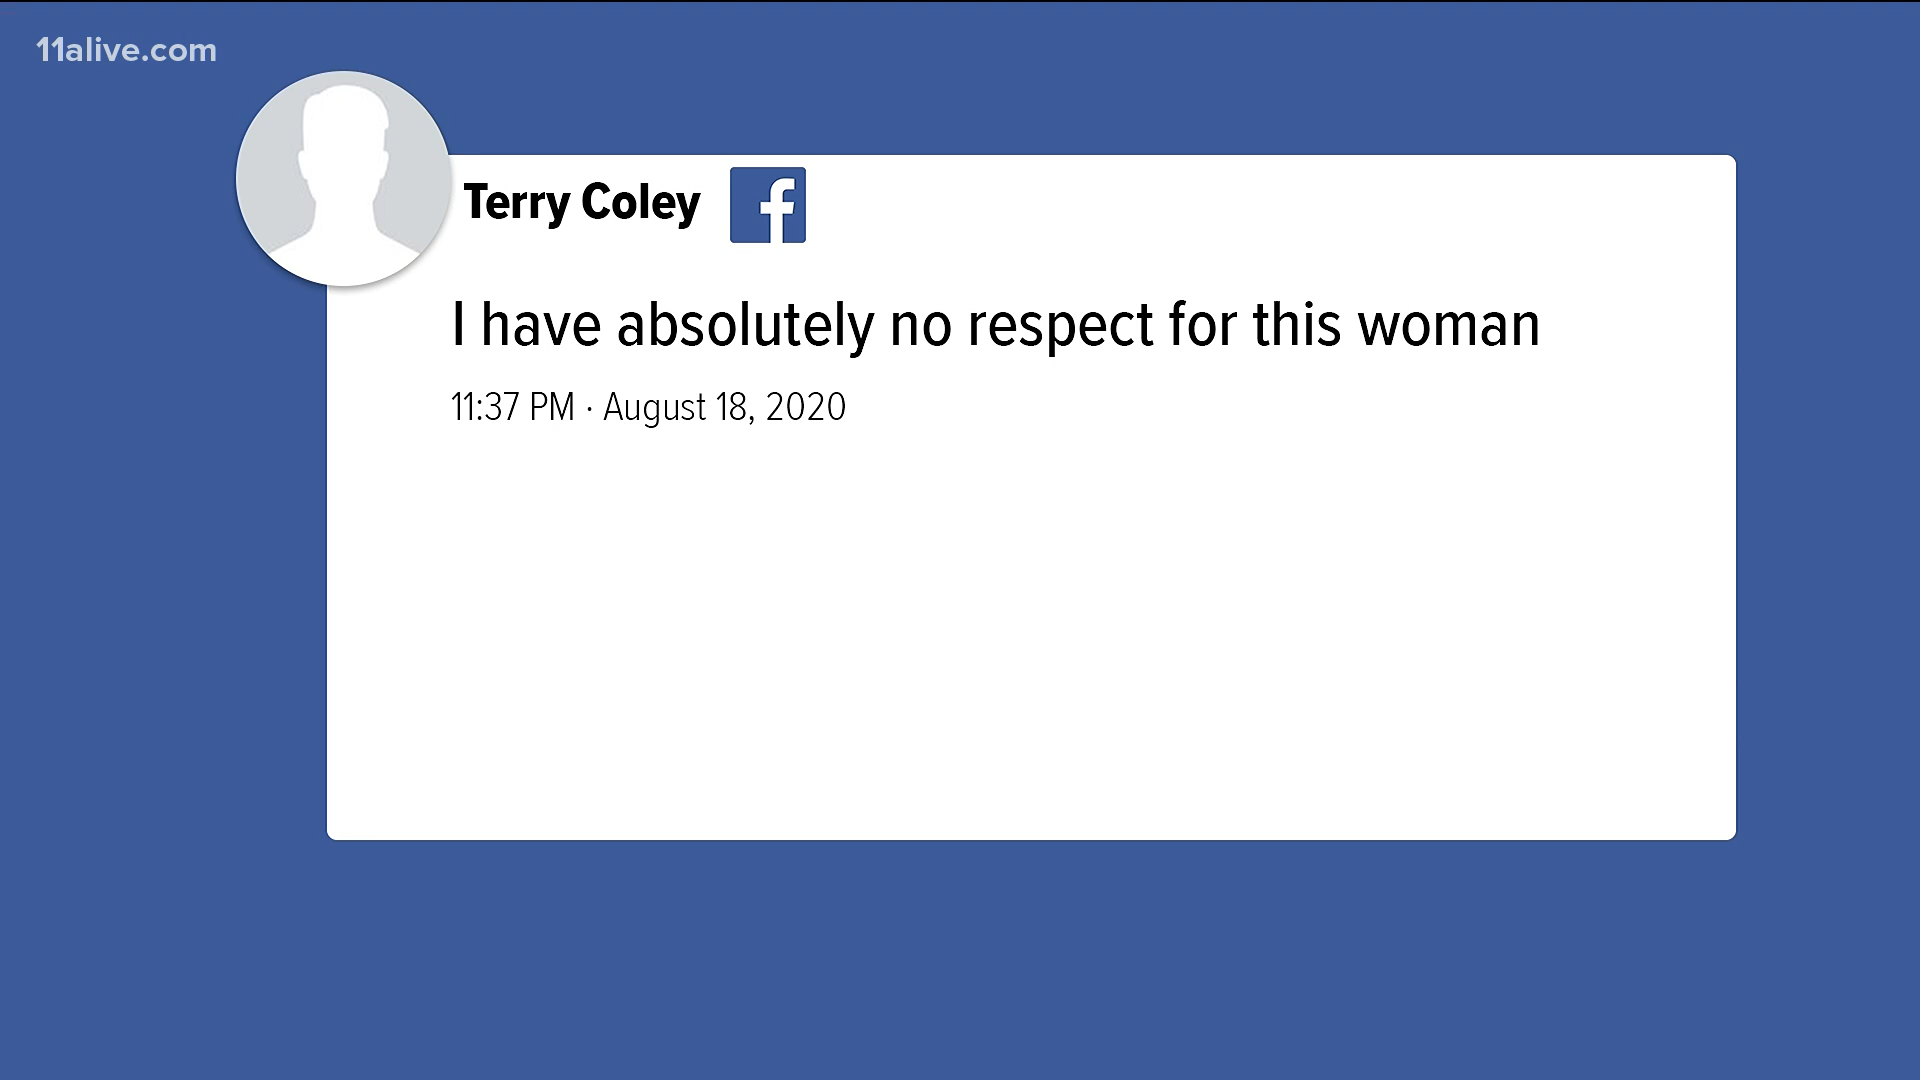 11alive.com
Terry Coley
I have absolutely no respect for this woman
11:37 PM · August 18, 2020